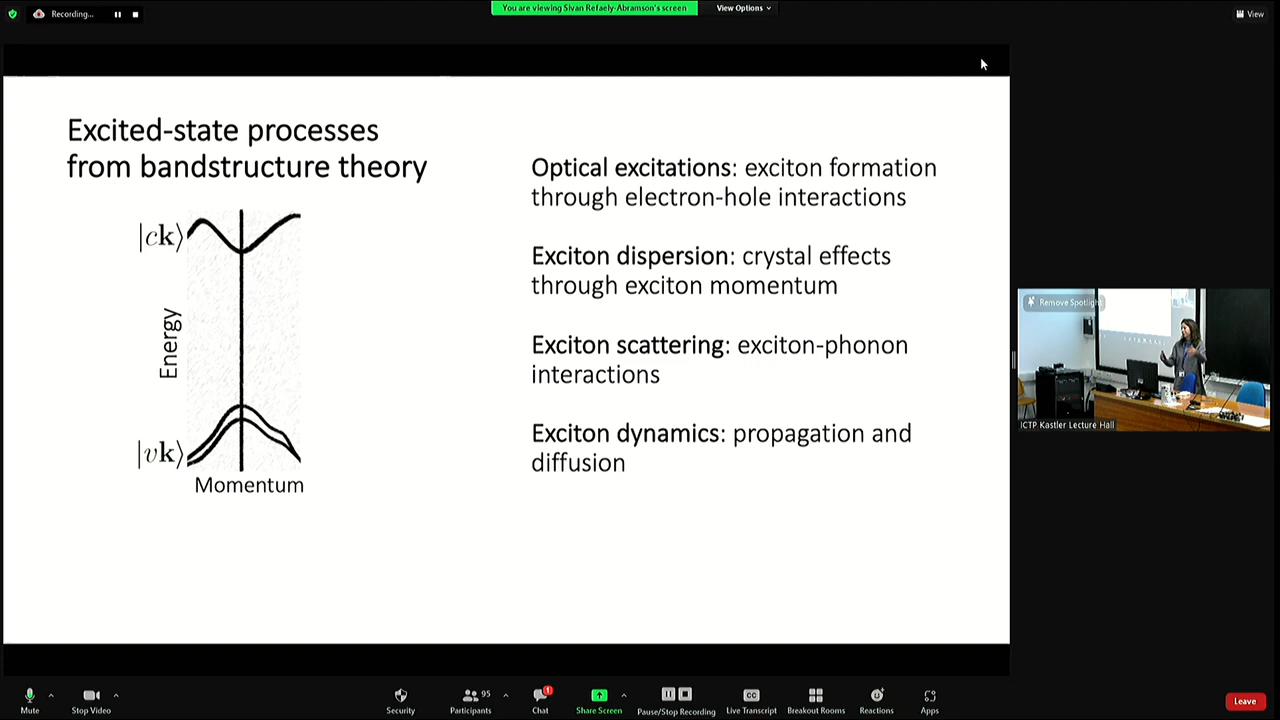 Recording...
You are viewing Sivan Refaely-Abramson's screen
View Options
View
Excited-state processes
from bandstructure theory
|ck⟩
Energy
|vk⟩
Momentum
Optical excitations: exciton formation
through electron-hole interactions
Exciton dispersion: crystal effects
through exciton momentum
Exciton scattering: exciton-phonon
interactions
Exciton dynamics: propagation and
diffusion
Remove Spotlight
ICTP Kastler Lecture Hall
Mute
Stop Video
Security
Participants
95
Chat
1
Share Screen
Pause/Stop Recording
CC
Live Transcript
Breakout Rooms
Reactions
Apps
Leave